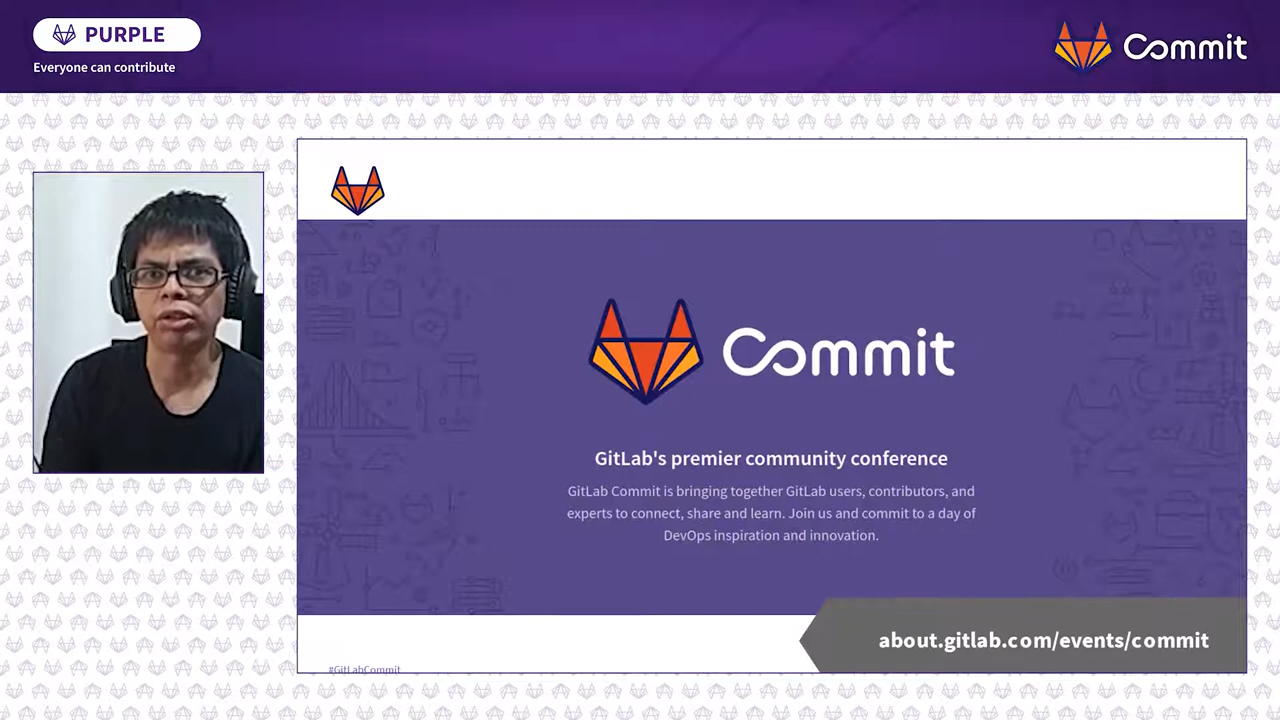 PURPLE
Everyone can contribute
Commit
Commit
GitLab's premier community conference
GitLab Commit is bringing together GitLab users, contributors, and
experts to connect, share and learn. Join us and commit to a day of
DevOps inspiration and innovation.
about.gitlab.com/events/commit
#GitLabCommit